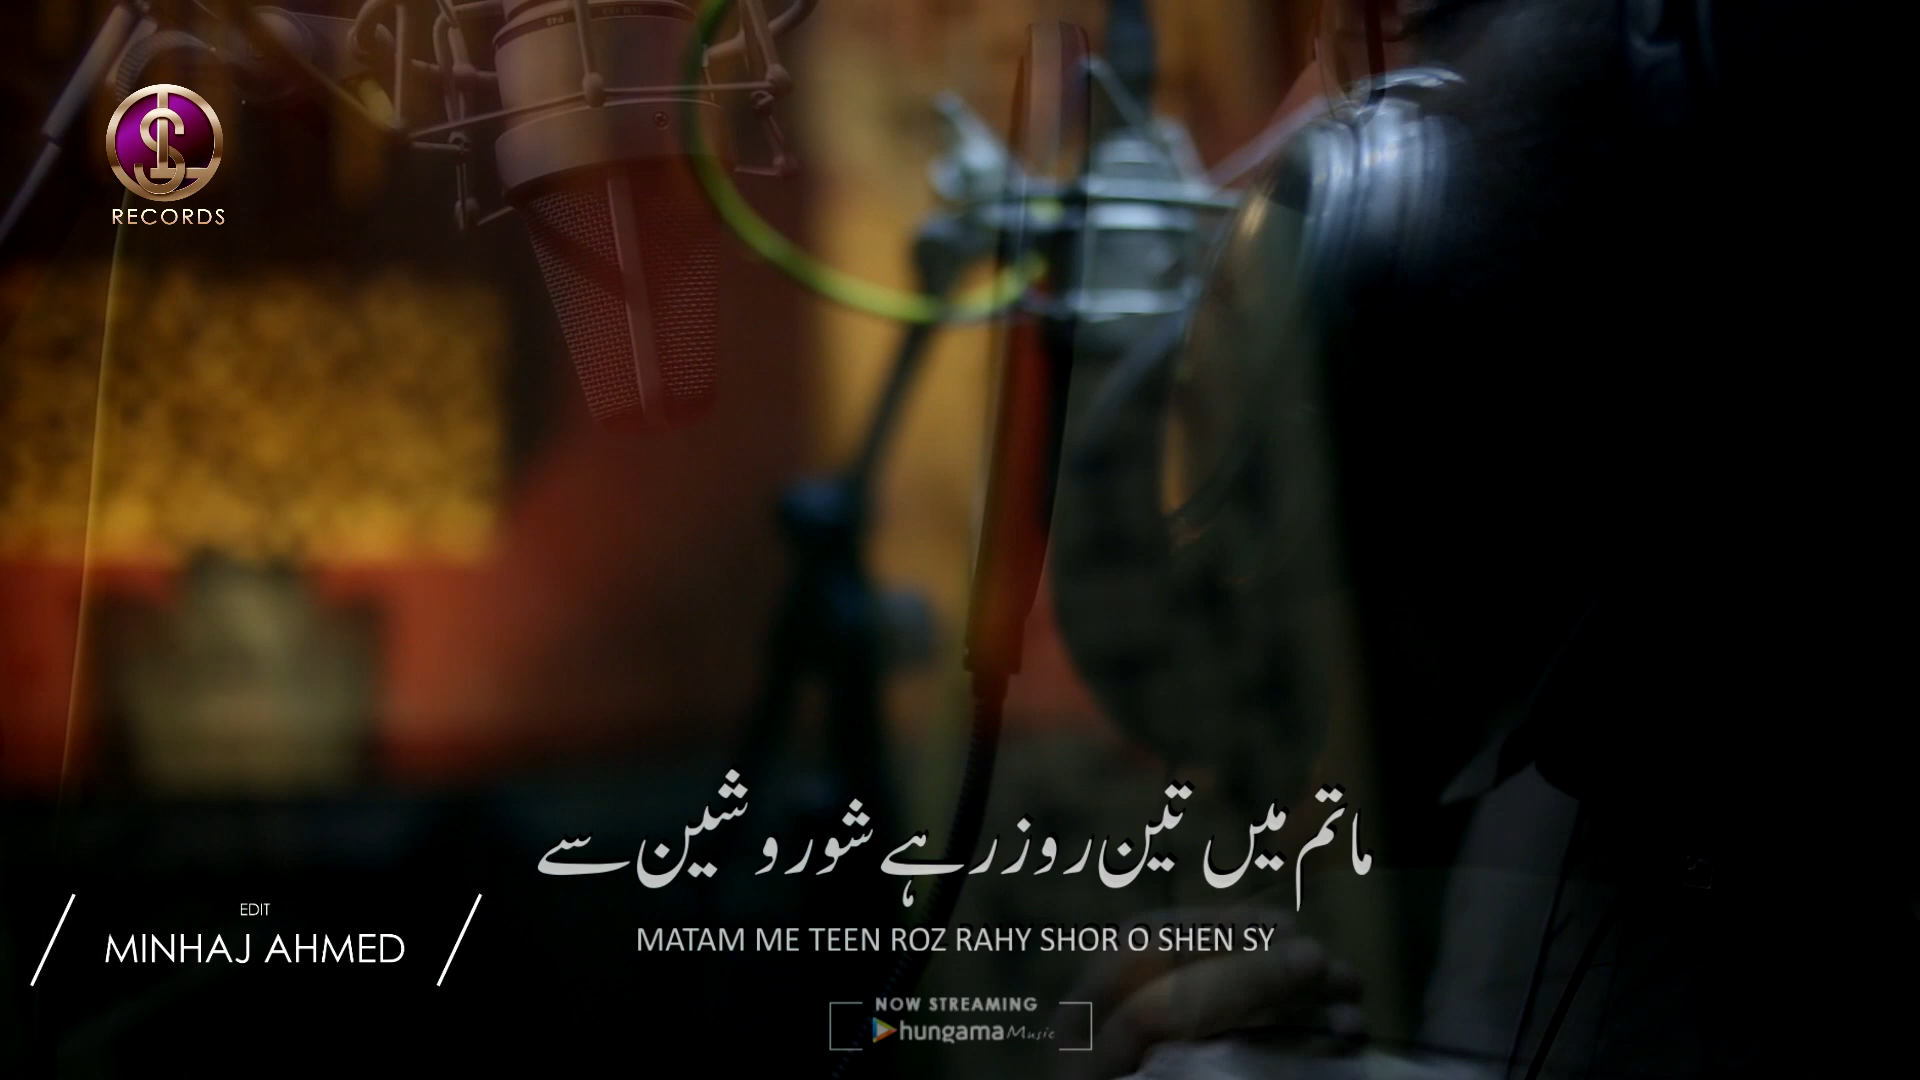 RECORDS
ماتم میں تین روز رہے شور و شین سے
MATAM ME TEEN ROZ RAHY SHOR O SHEN SY
EDIT
MINHAJ AHMED
NOW STREAMING
hungama Music